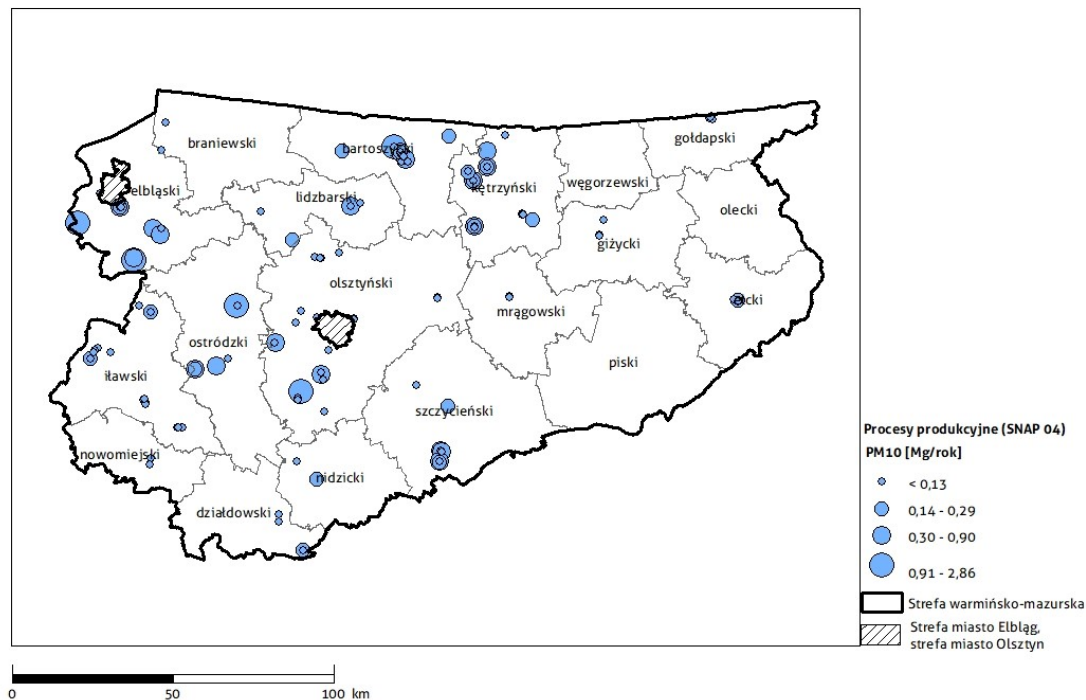 gołdapski
braniewski
bartoszycki
kętrzyński
węgorzewski
elbląski
lidzbarski
olecki
giżycki
olsztyński
mrągowski
ełcki
ostródzki
piski
iławski
szczycieński
nowomiejski
nidzicki
działdowski
Procesy produkcyjne (SNAP 04)
PM10 [Mg/rok]
< 0,13
0,14 - 0,29
0,30 - 0,90
0,91 - 2,86
Strefa warmińsko-mazurska
Strefa miasto Elbląg,
strefa miasto Olsztyn
0 50 100 km